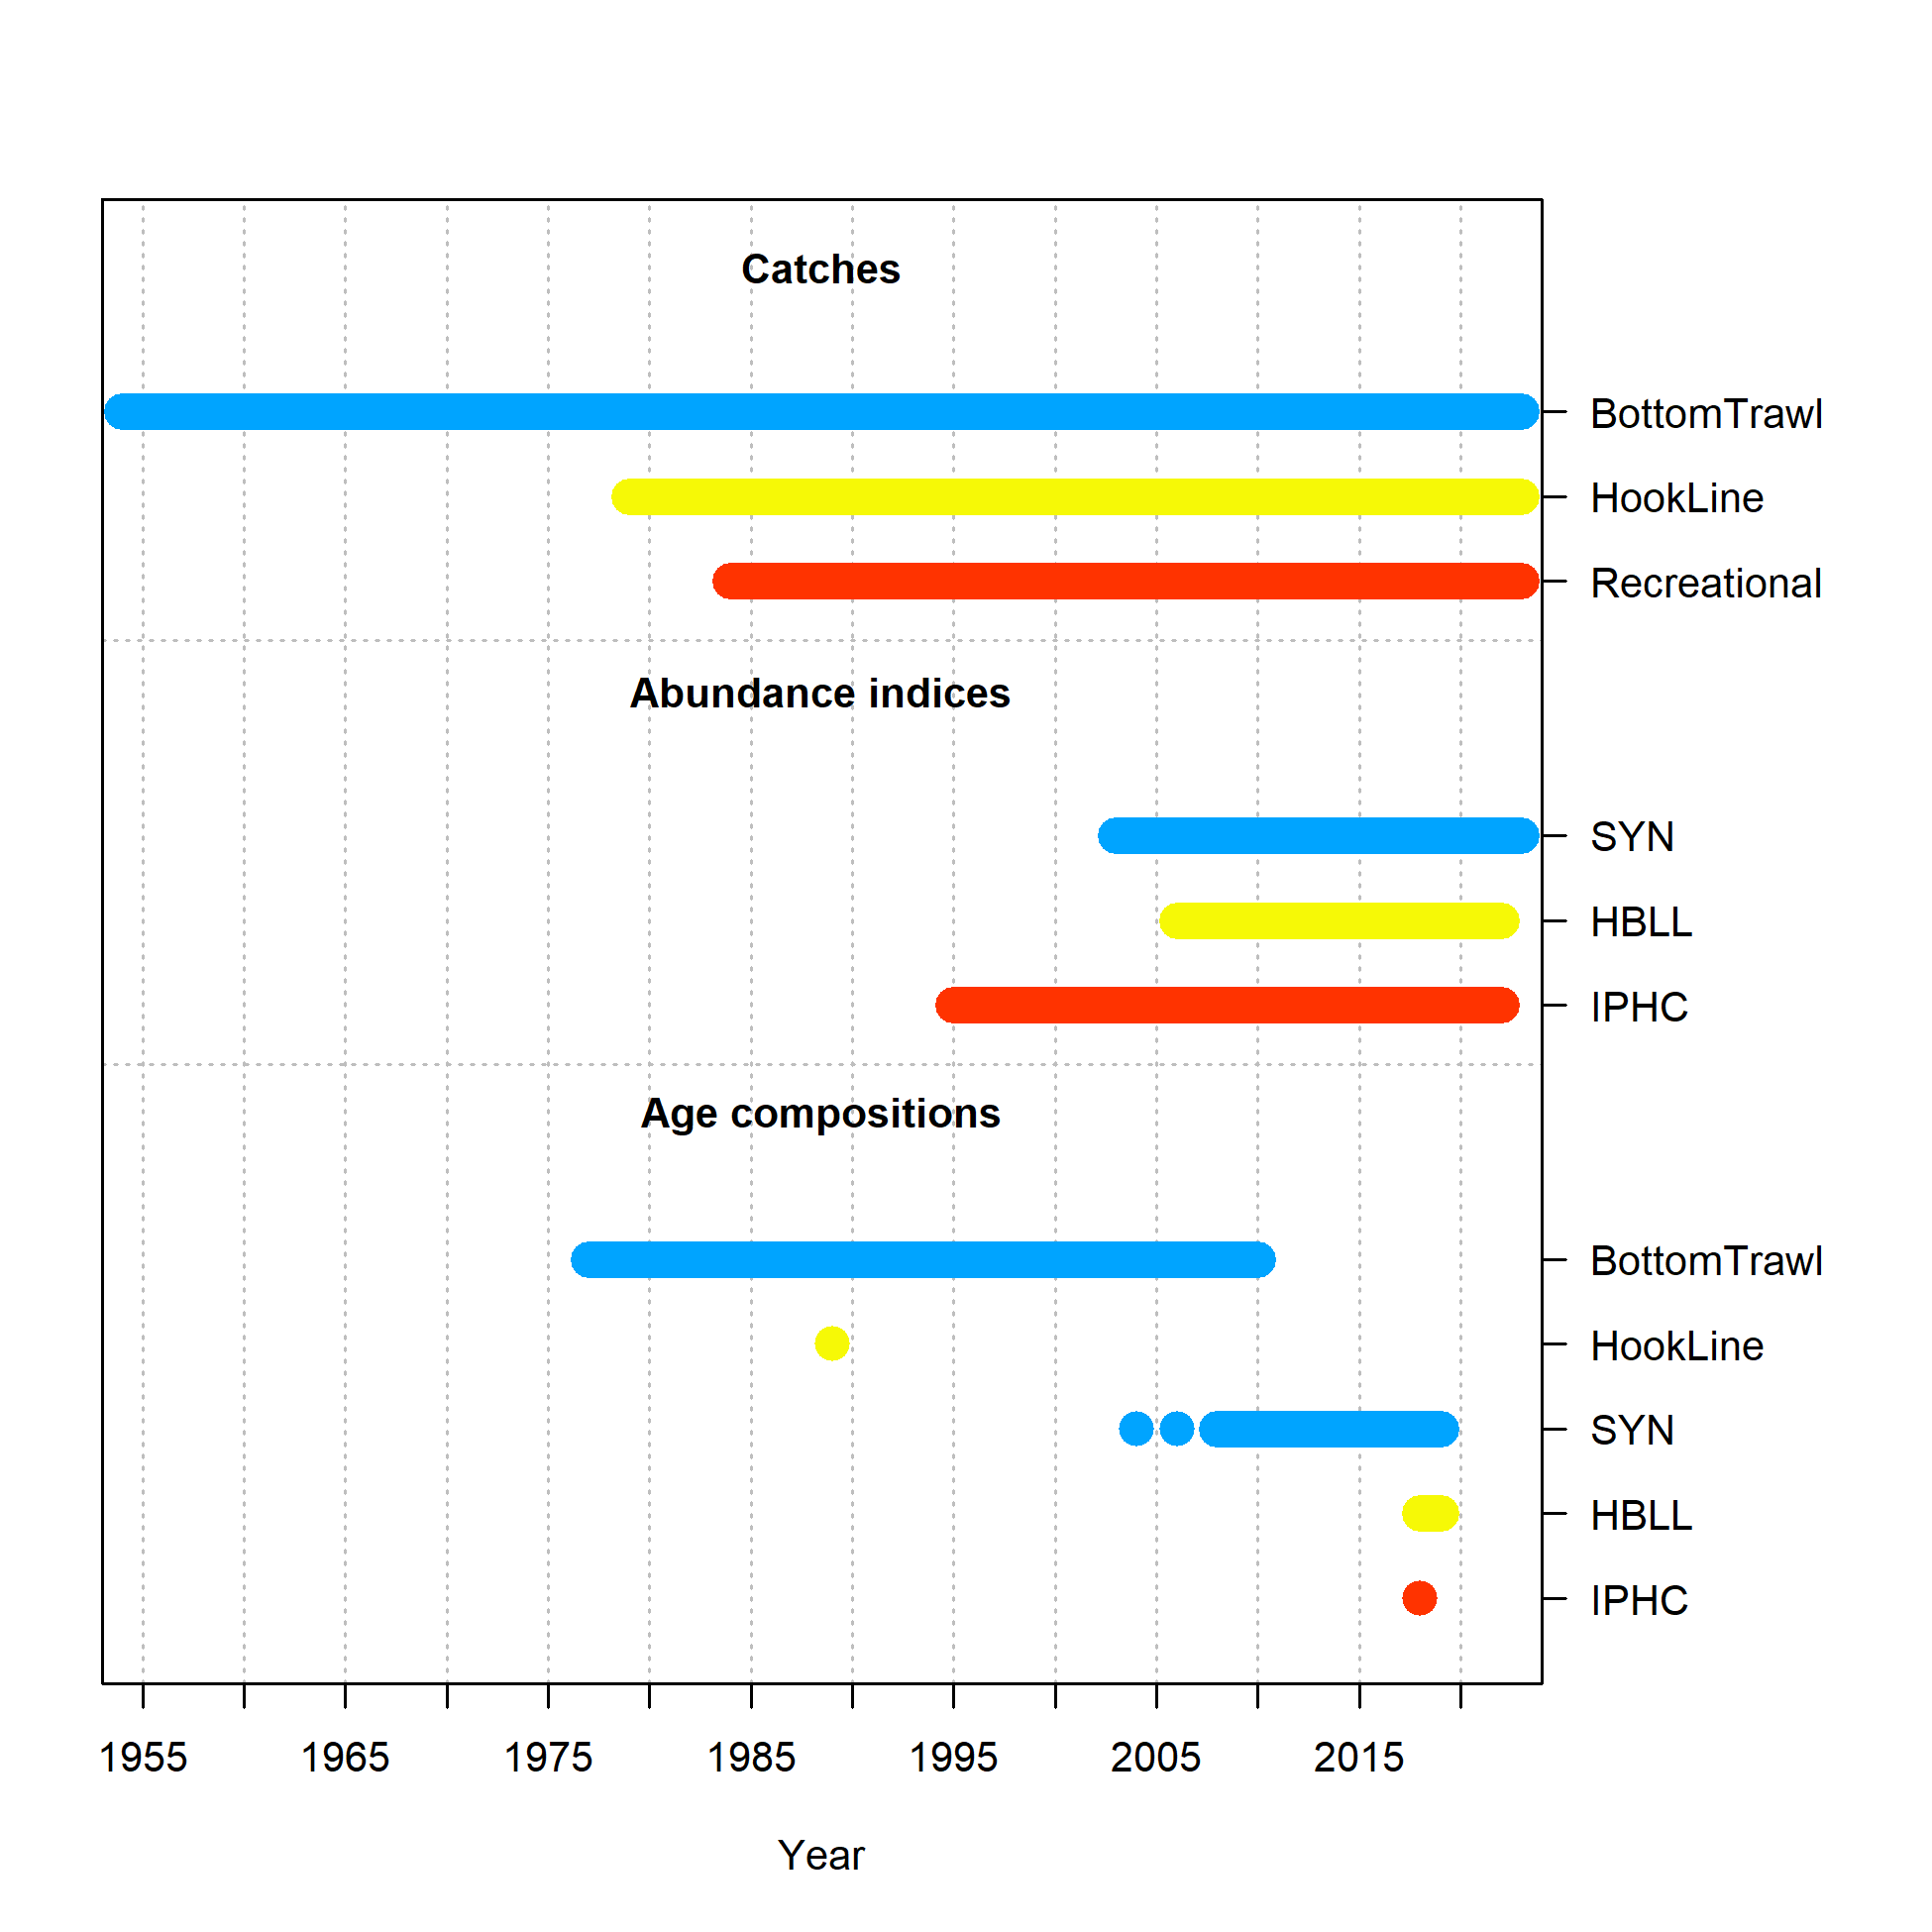 Catches
BottomTrawl
HookLine
Recreational
Abundance indices
SYN
HBLL
IPHC
Age compositions
BottomTrawl
HookLine
SYN
HBLL
IPHC
1955 1965 1975 1985 1995 2005 2015
Year